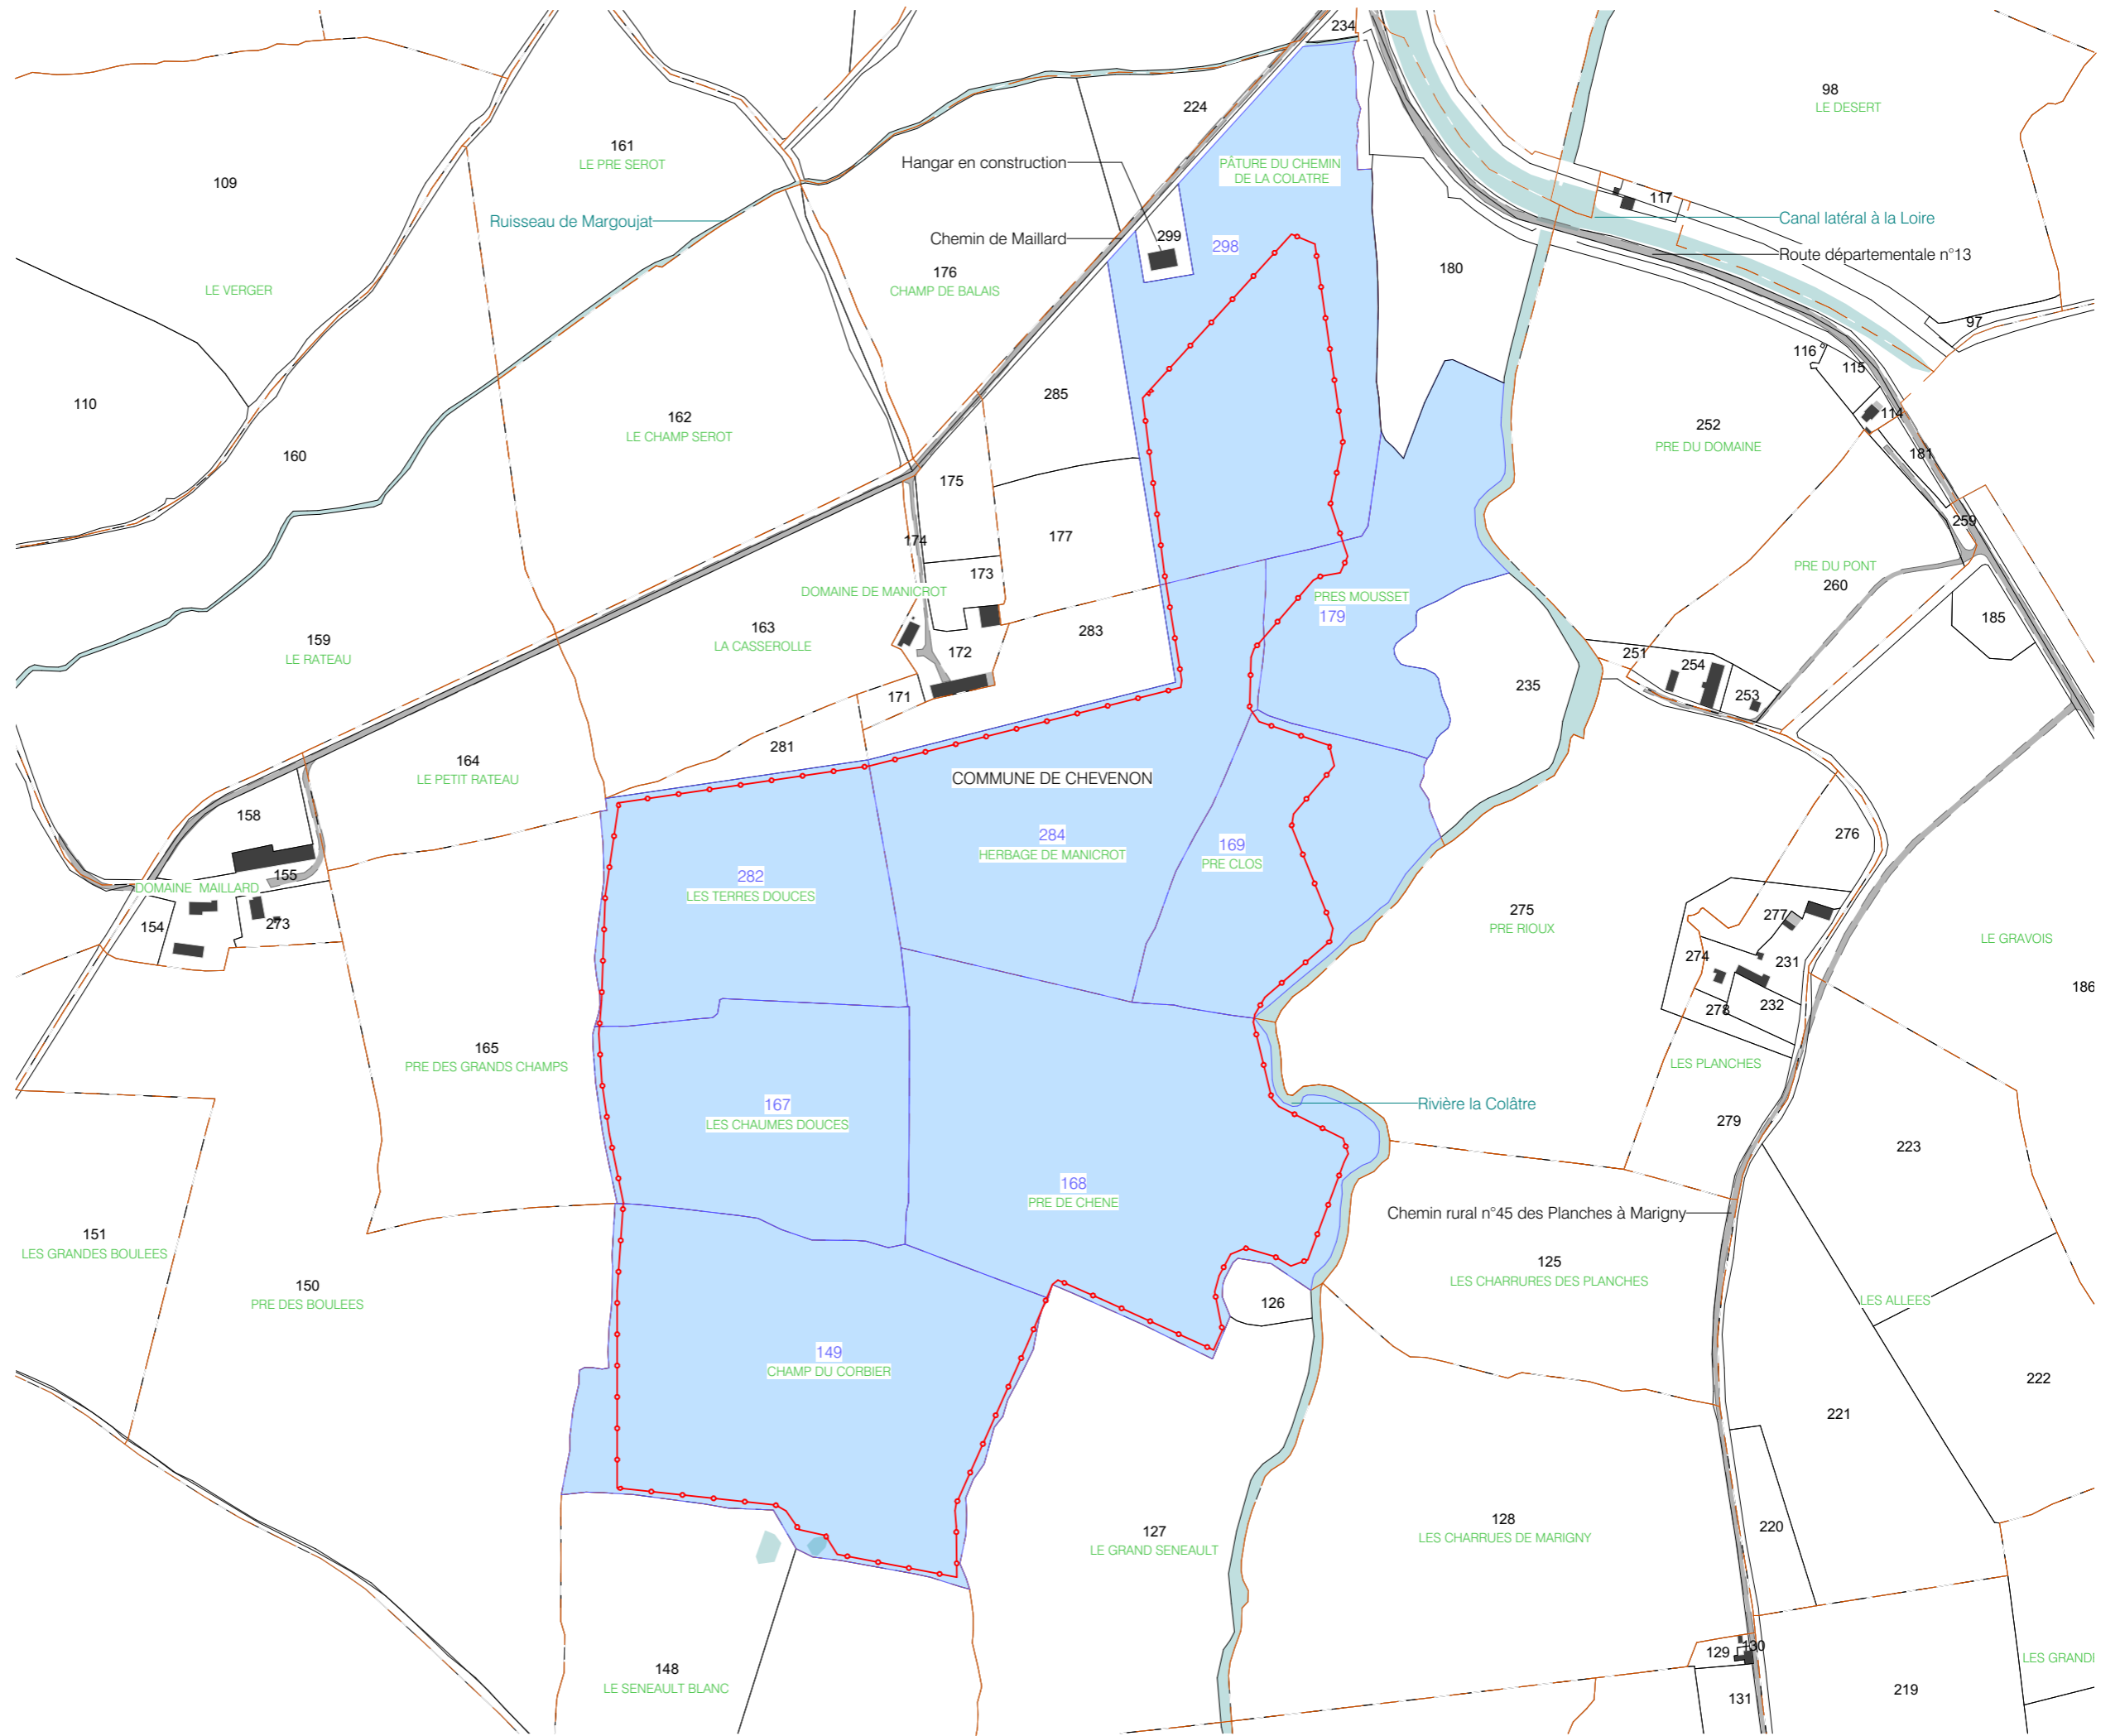 234
98
LE DESERT
224
161
LE PRE SEROT
109
Hangar en construction
PÂTURE DU CHEMIN
DE LA COLATRE
117
Ruisseau de Margoujat
Canal latéral à la Loire
Chemin de Maillard
299
298
Route départementale n°13
180
176
CHAMP DE BALAIS
LE VERGER
97
116
115
285
110
114
162
LE CHAMP SEROT
252
PRE DU DOMAINE
160
181
175
259
177
174
173
PRE DU PONT
260
DOMAINE DE MANICROT
PRES MOUSSET
179
185
159
LE RATEAU
163
LA CASSEROLLE
283
172
251
254
253
235
171
281
164
LE PETIT RATEAU
COMMUNE DE CHEVENON
158
284
HERBAGE DE MANICROT
169
PRE CLOS
276
155
282
LES TERRES DOUCES
DOMAINE MAILLARD
275
PRE RIOUX
277
154
273
LE GRAVOIS
274
231
186
278
232
165
PRE DES GRANDS CHAMPS
LES PLANCHES
167
LES CHAUMES DOUCES
Rivière la Colâtre
279
223
168
PRE DE CHENE
Chemin rural n°45 des Planches à Marigny
151
LES GRANDES BOULEES
125
LES CHARRURES DES PLANCHES
150
PRE DES BOULEES
126
LES ALLEES
149
CHAMP DU CORBIER
222
221
128
LES CHARRUES DE MARIGNY
220
127
LE GRAND SENEAULT
129
130
LES GRANDE
148
LE SENEAULT BLANC
219
131